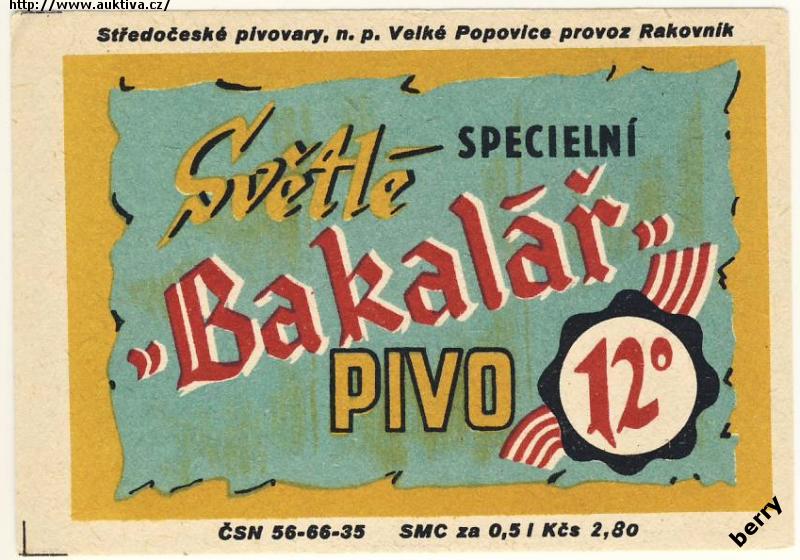 http://www.auktiva.cz/
Středočeské pivovary, n. p. Velké Popovice provoz Rakovník
Světlé SPECIELNÍ
„Bakalář"
PIVO 12°
ČSN 56-66-35 SMC za 0,5 l Kčs 2,80
berry